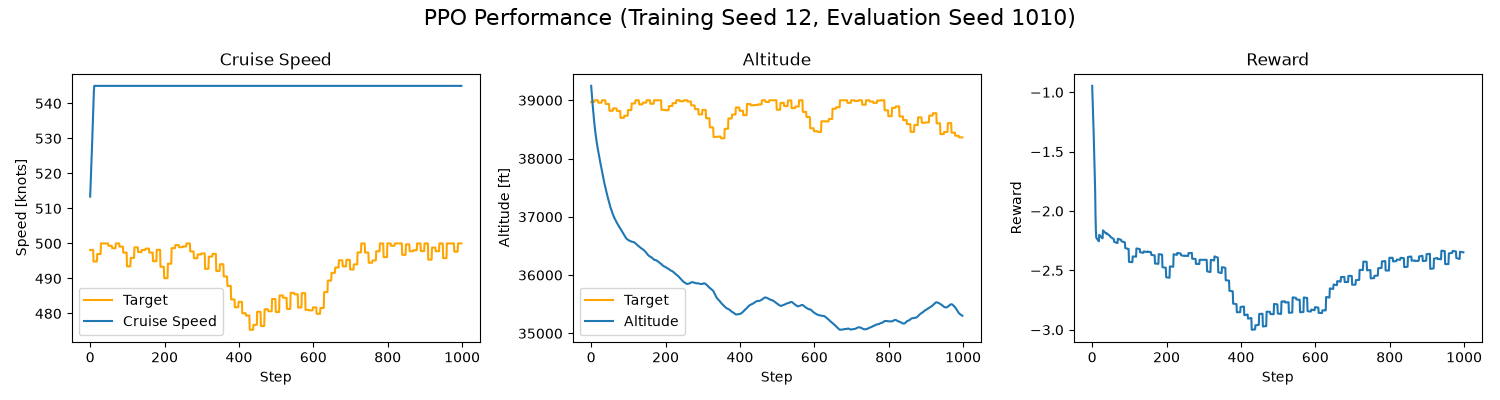 PPO Performance (Training Seed 12, Evaluation Seed 1010)
Cruise Speed
Speed [knots]
540
530
520
510
500
490
480
Target
Cruise Speed
0
200
400
600
800
1000
Step
Altitude
Altitude [ft]
39000
38000
37000
36000
35000
Target
Altitude
0
200
400
600
800
1000
Step
Reward
Reward
−1.0
−1.5
−2.0
−2.5
−3.0
0
200
400
600
800
1000
Step